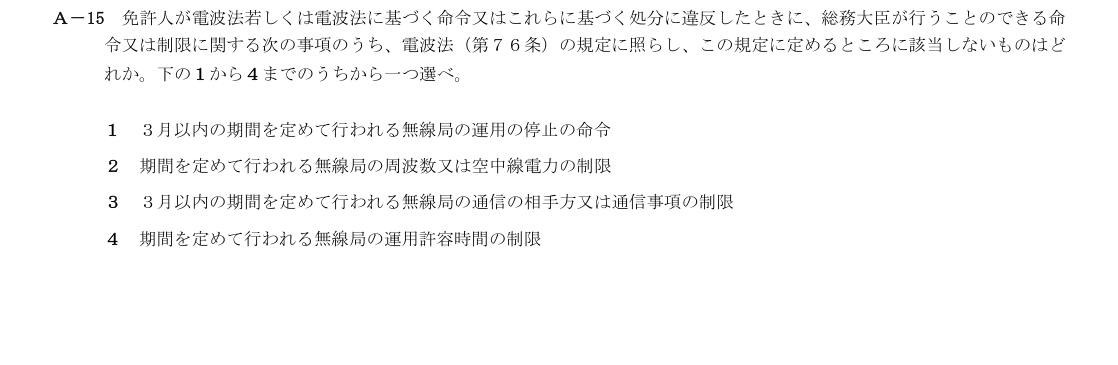 Ａ－15　免許人が電波法若しくは電波法に基づく命令又はこれらに基づく処分に違反したときに、総務大臣が行うことのできる命
令又は制限に関する次の事項のうち、電波法（第７６条）の規定に照らし、この規定に定めるところに該当しないものはど
れか。下の１から４までのうちから一つ選べ。
１　３月以内の期間を定めて行われる無線局の運用の停止の命令
２　期間を定めて行われる無線局の周波数又は空中線電力の制限
３　３月以内の期間を定めて行われる無線局の通信の相手方又は通信事項の制限
４　期間を定めて行われる無線局の運用許容時間の制限